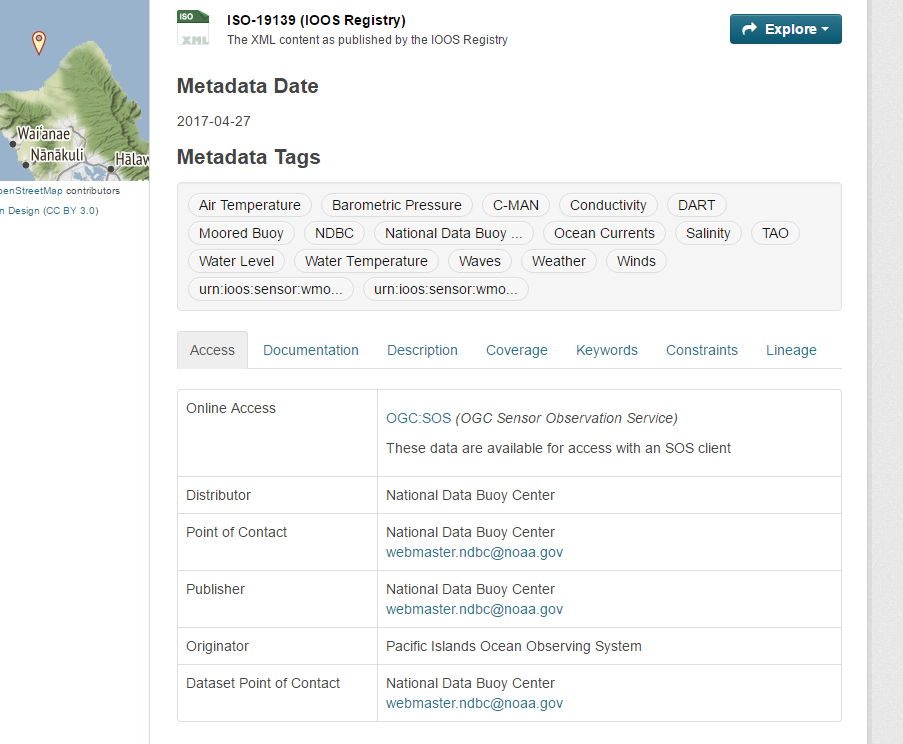 ISO
XML
ISO-19139 (IOOS Registry)
The XML content as published by the IOOS Registry
Explore
Wai'anae
Nānākuli
Hālaw
penStreetMap contributors
n Design (CC BY 3.0)
Metadata Date
2017-04-27
Metadata Tags
Air Temperature Barometric Pressure C-MAN Conductivity DART
Moored Buoy NDBC National Data Buoy ... Ocean Currents Salinity TAO
Water Level Water Temperature Waves Weather Winds
urn:ioos:sensor:wmo... urn:ioos:sensor:wmo...
Access Documentation Description Coverage Keywords Constraints Lineage
Online Access
OGC:SOS (OGC Sensor Observation Service)
These data are available for access with an SOS client
Distributor National Data Buoy Center
Point of Contact National Data Buoy Center
webmaster.ndbc@noaa.gov
Publisher National Data Buoy Center
webmaster.ndbc@noaa.gov
Originator Pacific Islands Ocean Observing System
Dataset Point of Contact National Data Buoy Center
webmaster.ndbc@noaa.gov